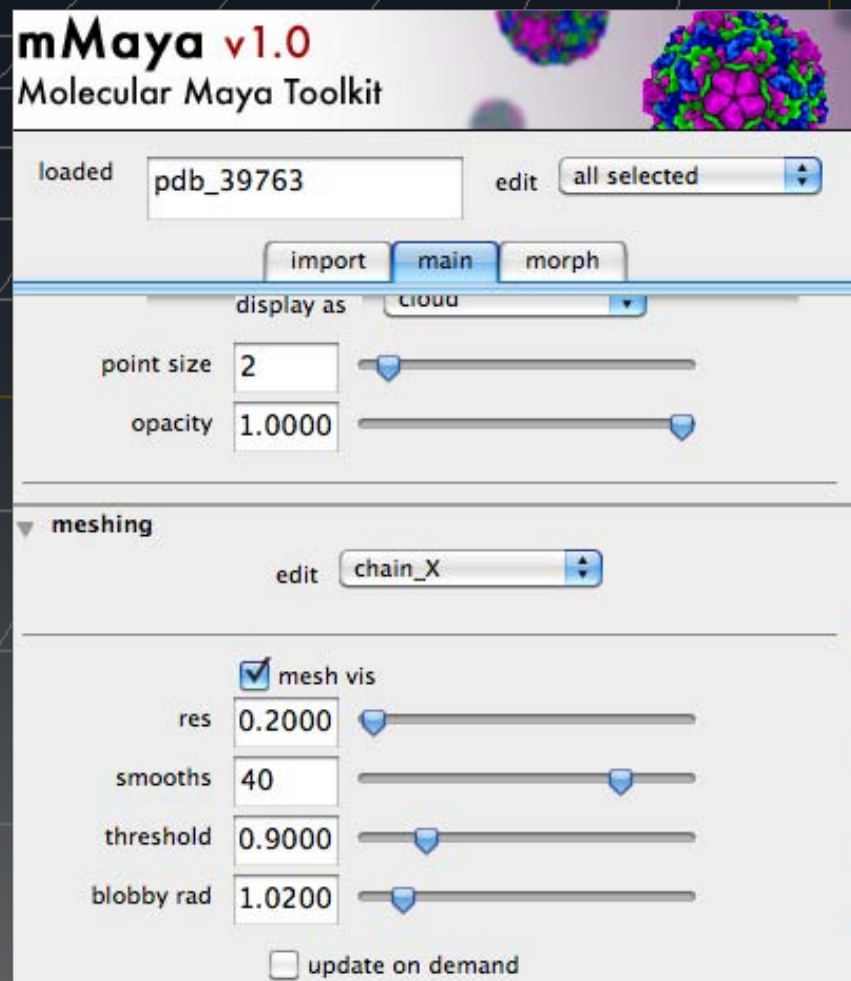 mMaya v1.0
Molecular Maya Toolkit
loaded pdb_39763 edit all selected
import main morph
display as cloud
point size 2
opacity 1.0000
meshing
edit chain_X
mesh vis
res 0.2000
smooths 40
threshold 0.9000
blobby rad 1.0200
update on demand